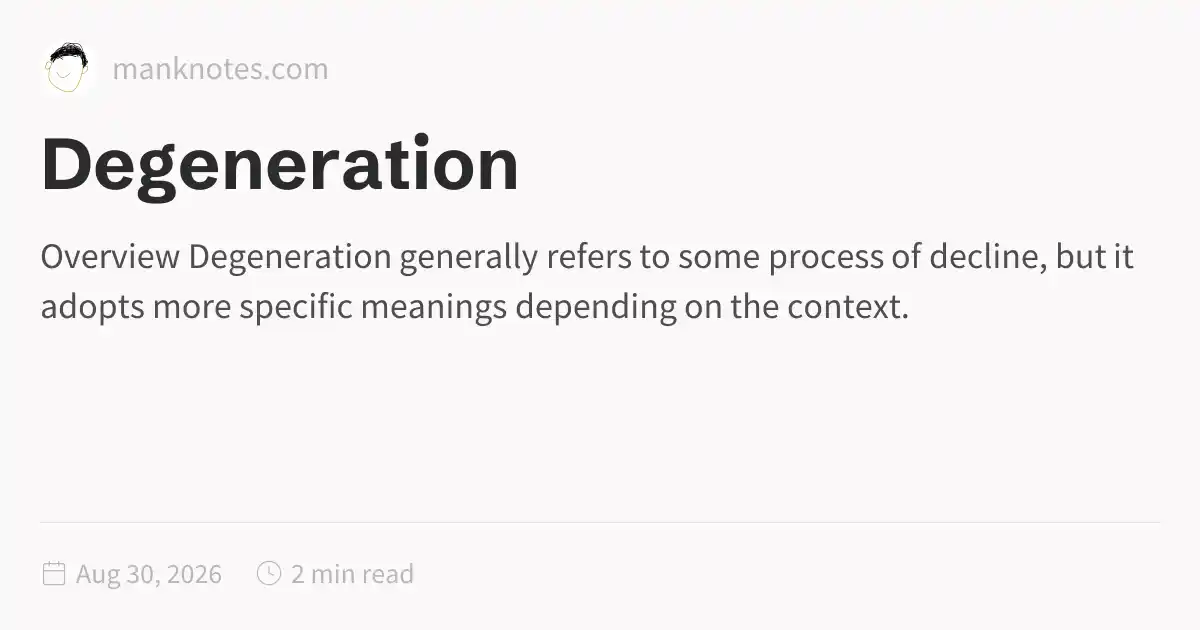 manknotes.com
Degeneration
Overview Degeneration generally refers to some process of decline, but it
adopts more specific meanings depending on the context.
Aug 30, 2026 2 min read